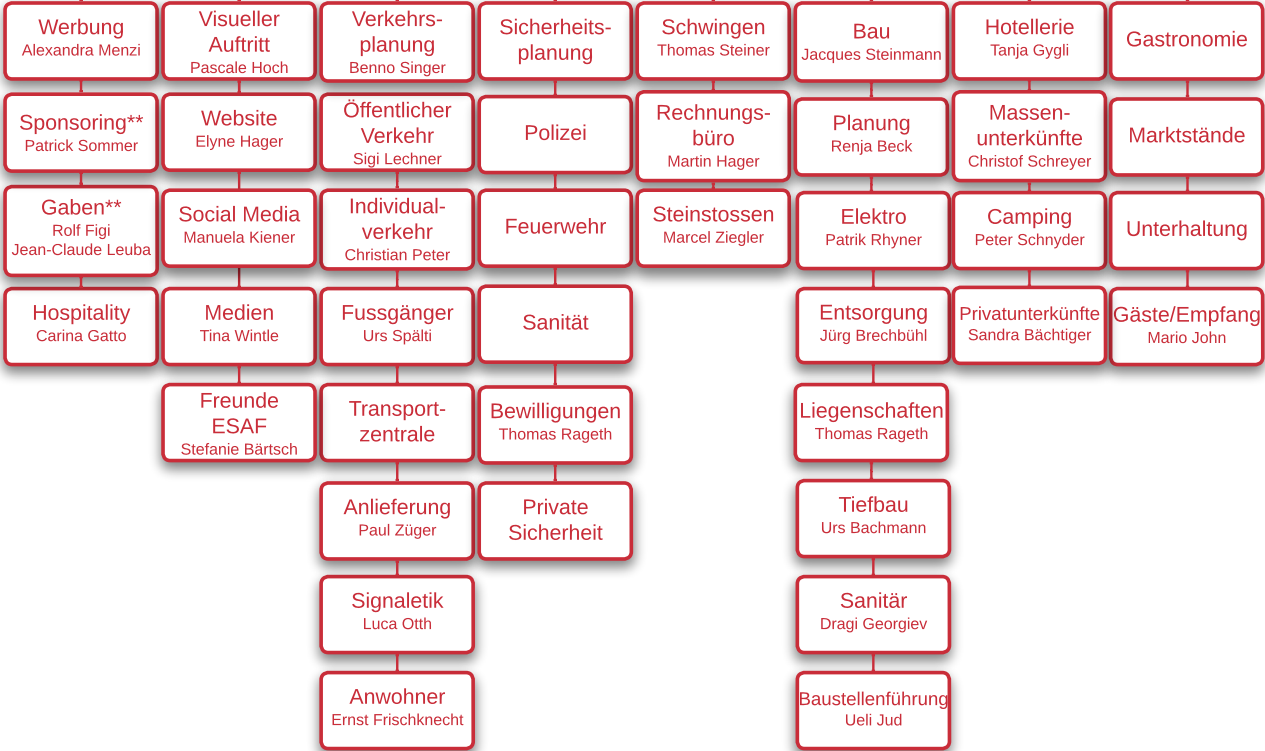 Werbung
Alexandra Menzi
Sponsoring**
Patrick Sommer
Gaben**
Rolf Figi
Jean-Claude Leuba
Hospitality
Carina Gatto
Visueller
Auftritt
Pascale Hoch
Website
Elyne Hager
Social Media
Manuela Kiener
Medien
Tina Wintle
Freunde
ESAF
Stefanie Bärtsch
Verkehrs-
planung
Benno Singer
Öffentlicher
Verkehr
Sigi Lechner
Individual-
verkehr
Christian Peter
Fussgänger
Urs Spälti
Transport-
zentrale
Anlieferung
Paul Züger
Signaletik
Luca Otth
Anwohner
Ernst Frischknecht
Sicherheits-
planung
Polizei
Feuerwehr
Sanität
Bewilligungen
Thomas Rageth
Private
Sicherheit
Schwingen
Thomas Steiner
Rechnungs-
büro
Martin Hager
Steinstossen
Marcel Ziegler
Bau
Jacques Steinmann
Planung
Renja Beck
Elektro
Patrik Rhyner
Entsorgung
Jürg Brechbühl
Liegenschaften
Thomas Rageth
Tiefbau
Urs Bachmann
Sanitär
Dragi Georgiev
Baustellenführung
Ueli Jud
Hotellerie
Tanja Gygli
Massen-
unterkünfte
Christof Schreyer
Camping
Peter Schnyder
Privatunterkünfte
Sandra Bächtiger
Gastronomie
Marktstände
Unterhaltung
Gäste/Empfang
Mario John